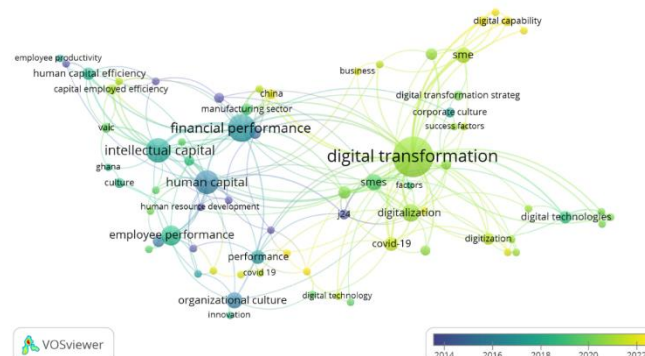 digital capability
employee productivity
sme
human capital efficiency
business
capital employed efficiency
china
digital transformation strateg
manufacturing sector
corporate culture
vaic
financial performance
success factors
intellectual capital
digital transformation
ghana
culture
human capital
smes
factors
human resource development
j24
digitalization
digital technologies
employee performance
covid-19
digitization
performance
covid 19
organizational culture
digital technology
innovation
VOSviewer
2014 2016 2018 2020 2022